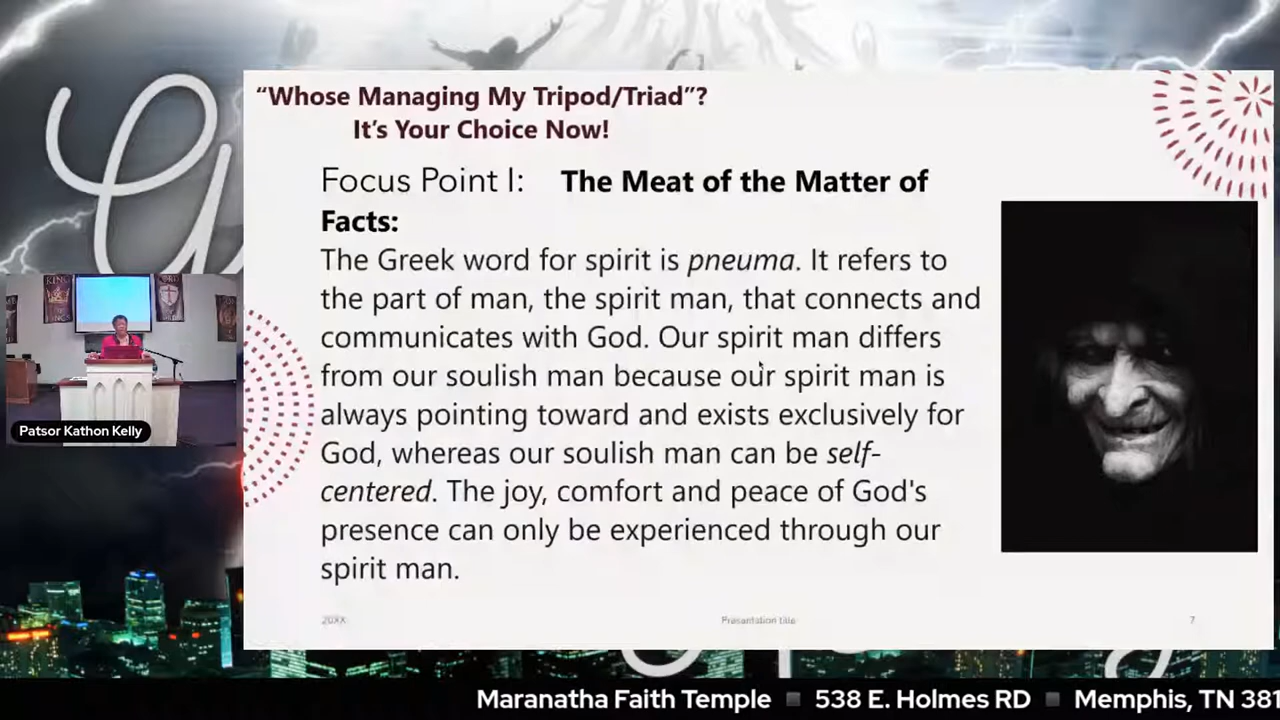 “Whose Managing My Tripod/Triad”?
It’s Your Choice Now!
Focus Point I: The Meat of the Matter of
Facts:
The Greek word for spirit is pneuma. It refers to
the part of man, the spirit man, that connects and
communicates with God. Our spirit man differs
from our soulish man because our spirit man is
always pointing toward and exists exclusively for
God, whereas our soulish man can be self-
centered. The joy, comfort and peace of God's
presence can only be experienced through our
spirit man.
20XX
Presentation title
7
KING
OF
KINGS
LORD
Patsor Kathon Kelly
Maranatha Faith Temple ▪ 538 E. Holmes RD ▪ Memphis, TN 381